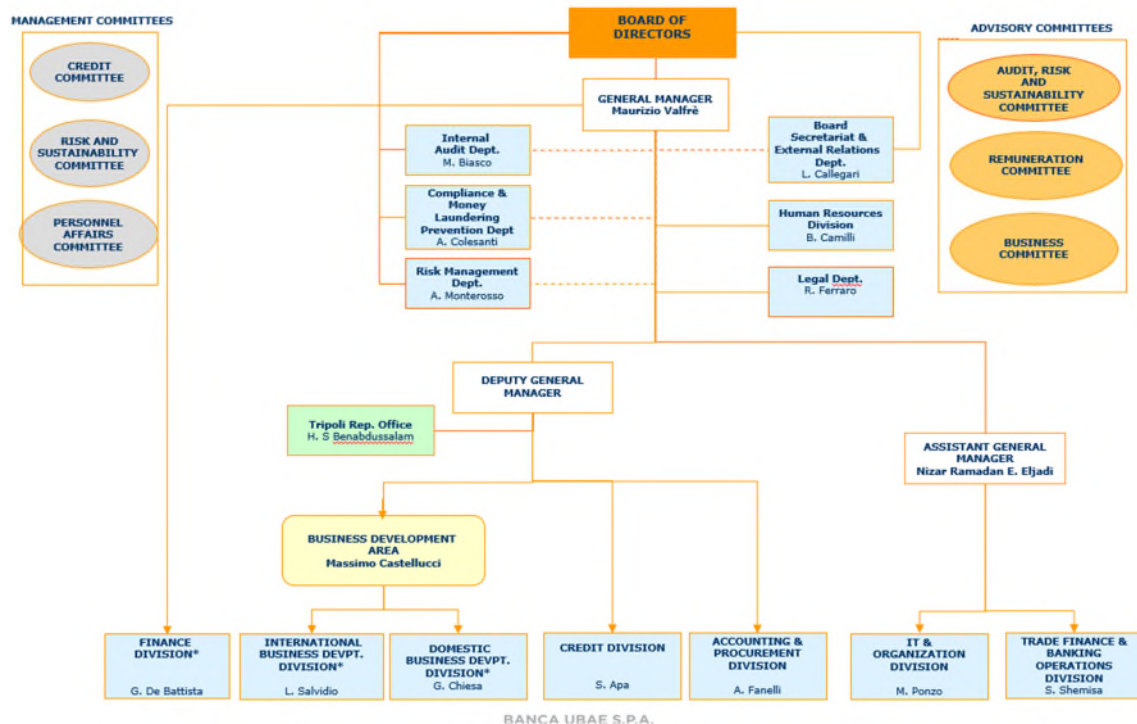 MANAGEMENT COMMITTEES
CREDIT
COMMITTEE
RISK AND
SUSTAINABILITY
COMMITTEE
PERSONNEL
AFFAIRS
COMMITTEE
BOARD OF
DIRECTORS
ADVISORY COMMITTEES
AUDIT, RISK
AND
SUSTAINABILITY
COMMITTEE
REMUNERATION
COMMITTEE
BUSINESS
COMMITTEE
GENERAL MANAGER
Maurizio Valfrè
Internal
Audit Dept.
M. Biasco
Board
Secretariat &
External Relations
Dept.
L. Callegari
Compliance &
Money
Laundering
Prevention Dept
A. Colesanti
Human Resources
Division
B. Camilli
Risk Management
Dept.
A. Monterosso
Legal Dept.
R. Ferraro
DEPUTY GENERAL
MANAGER
Tripoli Rep. Office
H. S Benabdussalam
ASSISTANT GENERAL
MANAGER
Nizar Ramadan E. Eljadi
BUSINESS DEVELOPMENT
AREA
Massimo Castellucci
FINANCE
DIVISION*
G. De Battista
INTERNATIONAL
BUSINESS DEVPT.
DIVISION*
L. Salvidio
DOMESTIC
BUSINESS DEVPT.
DIVISION*
G. Chiesa
CREDIT DIVISION
S. Apa
ACCOUNTING &
PROCUREMENT
DIVISION
A. Fanelli
IT &
ORGANIZATION
DIVISION
M. Ponzo
TRADE FINANCE &
BANKING
OPERATIONS
DIVISION
S. Shemisa
BANCA UBAE S.P.A.